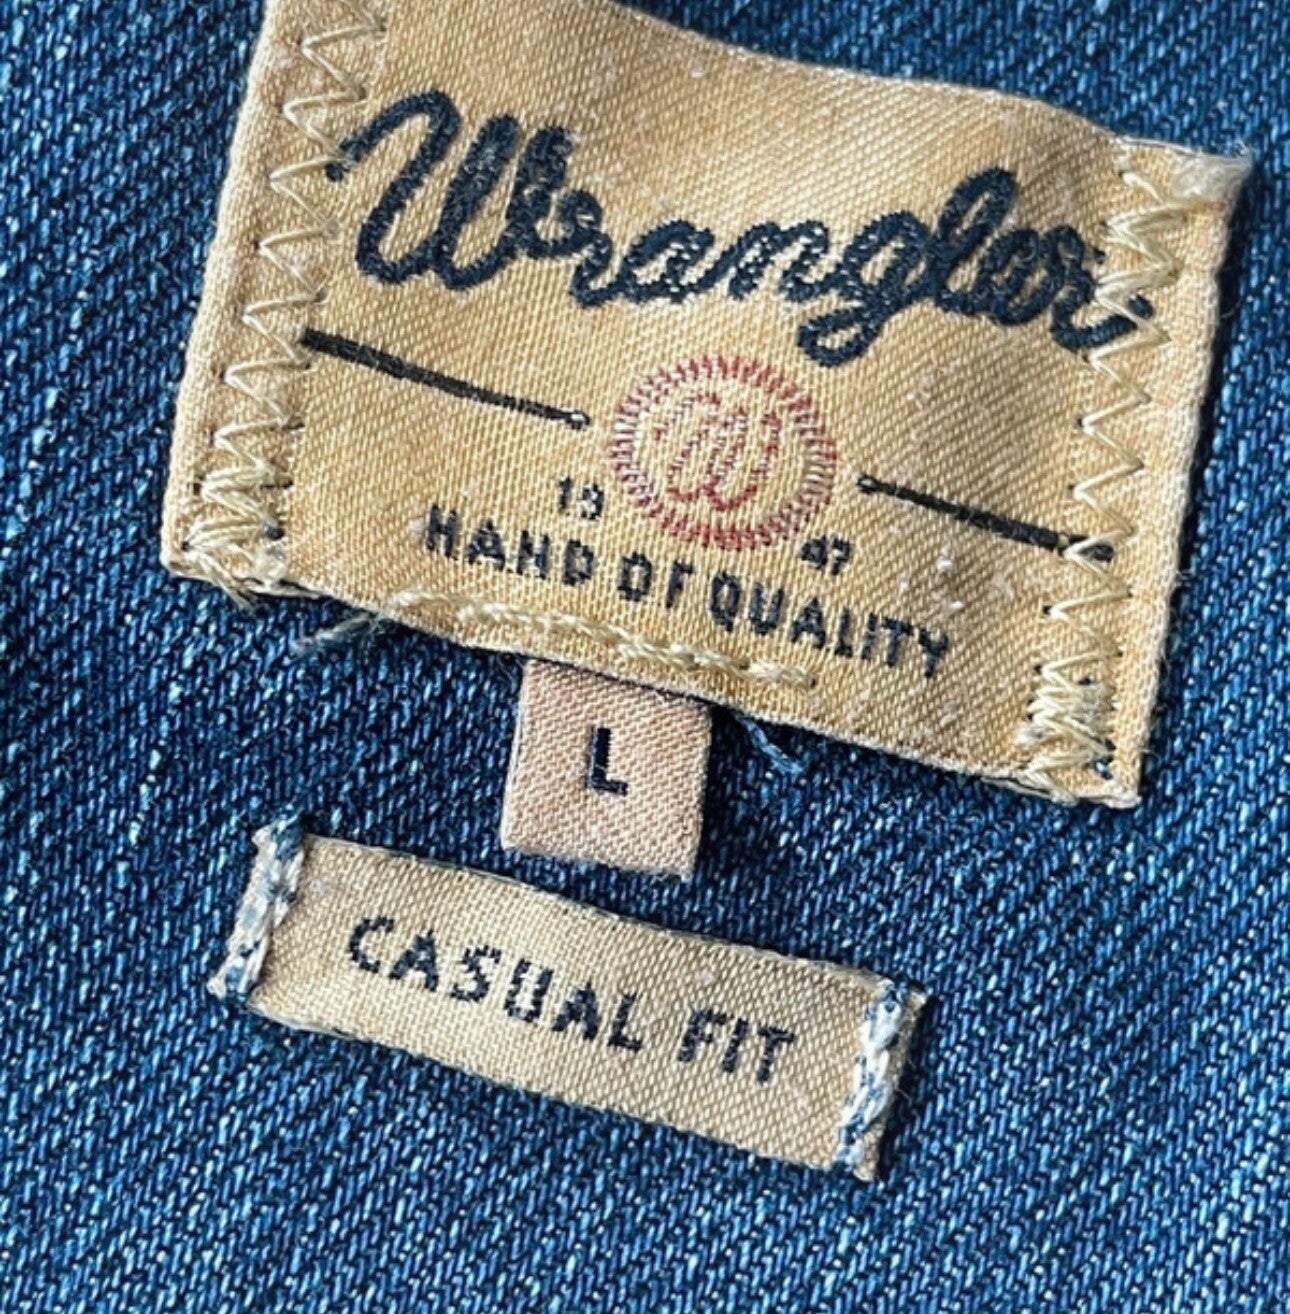 Wrangler
W
19 47
HAND OF QUALITY
L
CASUAL FIT